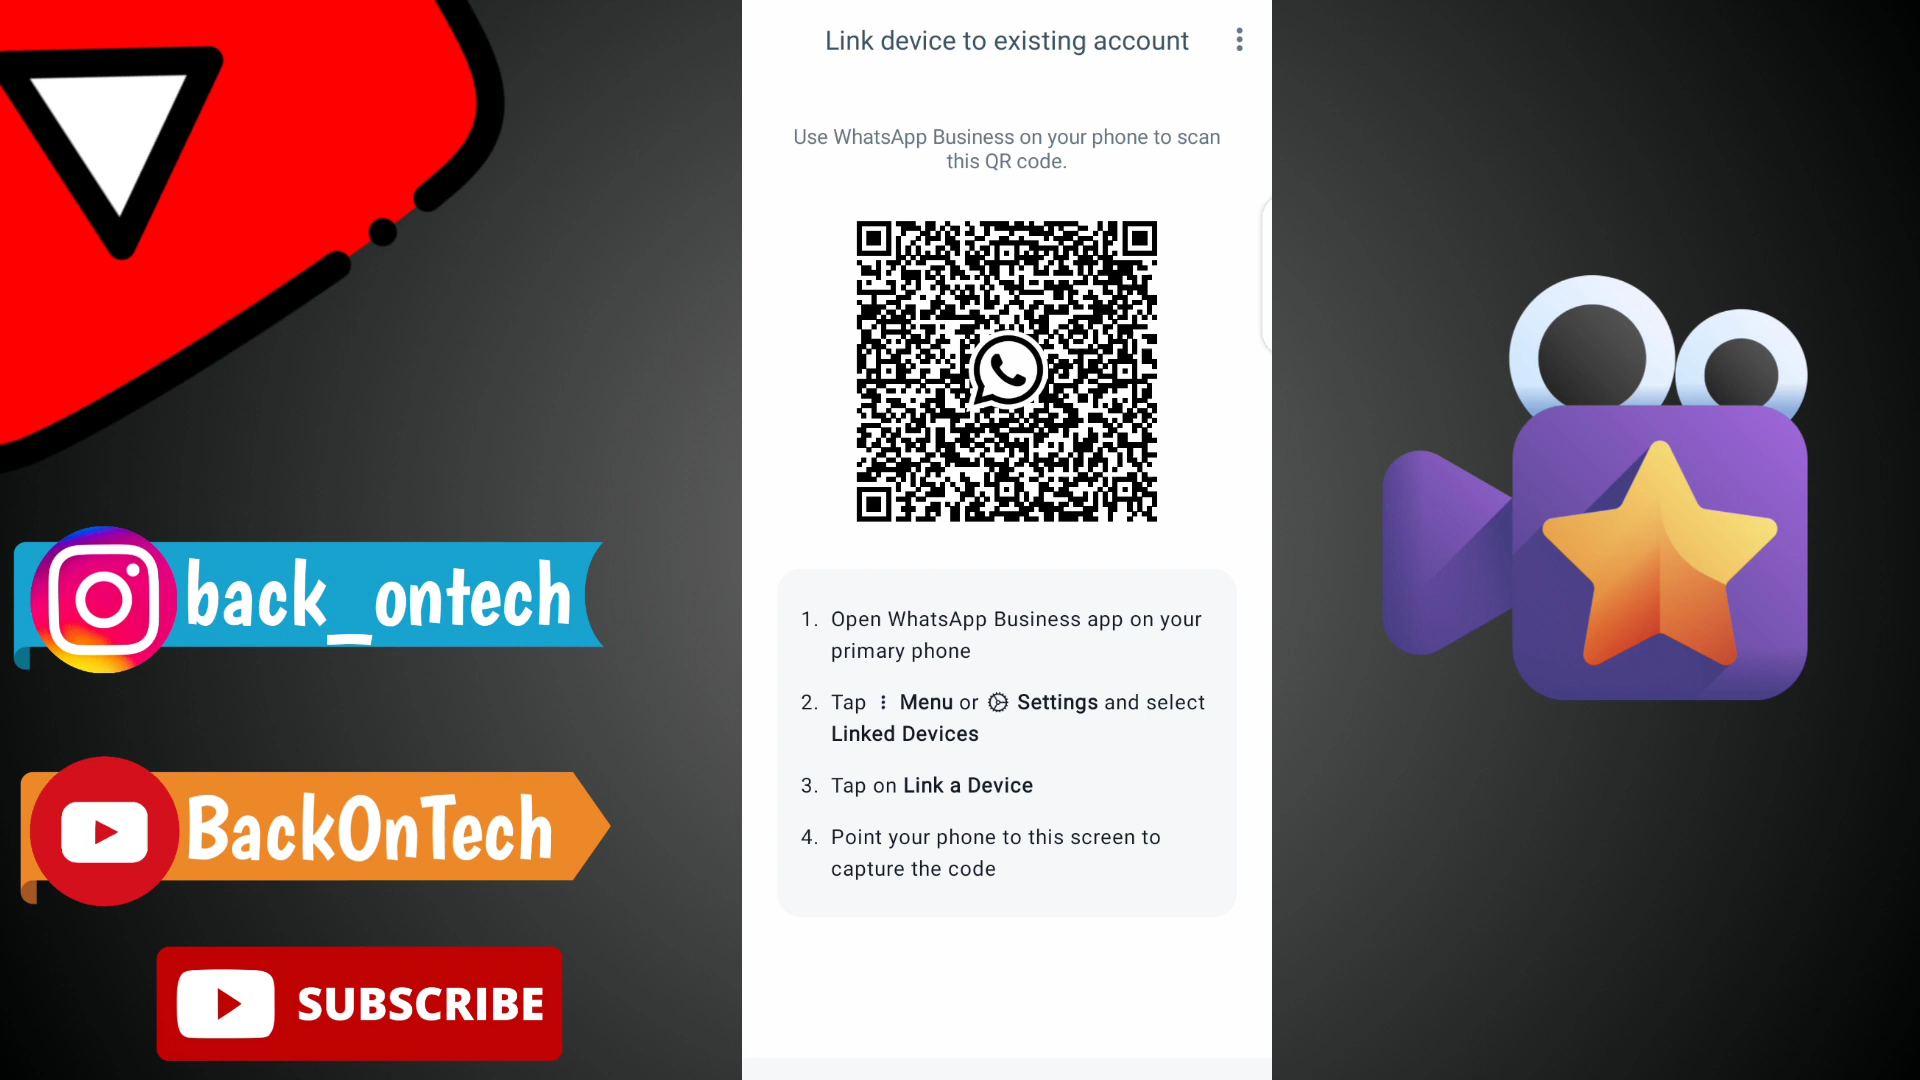 Link device to existing account
Use WhatsApp Business on your phone to scan
this QR code.
1. Open WhatsApp Business app on your
primary phone
2. Tap ⋮ Menu or Settings and select
Linked Devices
3. Tap on Link a Device
4. Point your phone to this screen to
capture the code
back_ontech
BackOnTech
SUBSCRIBE